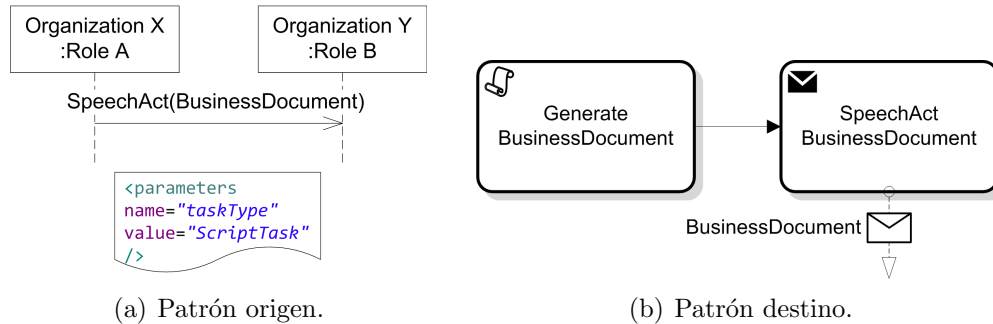 Organization X
:Role A
Organization Y
:Role B
SpeechAct(BusinessDocument)
<parameters
name="taskType"
value="ScriptTask"
/>
(a) Patrón origen.
Generate
BusinessDocument
SpeechAct
BusinessDocument
BusinessDocument
(b) Patrón destino.